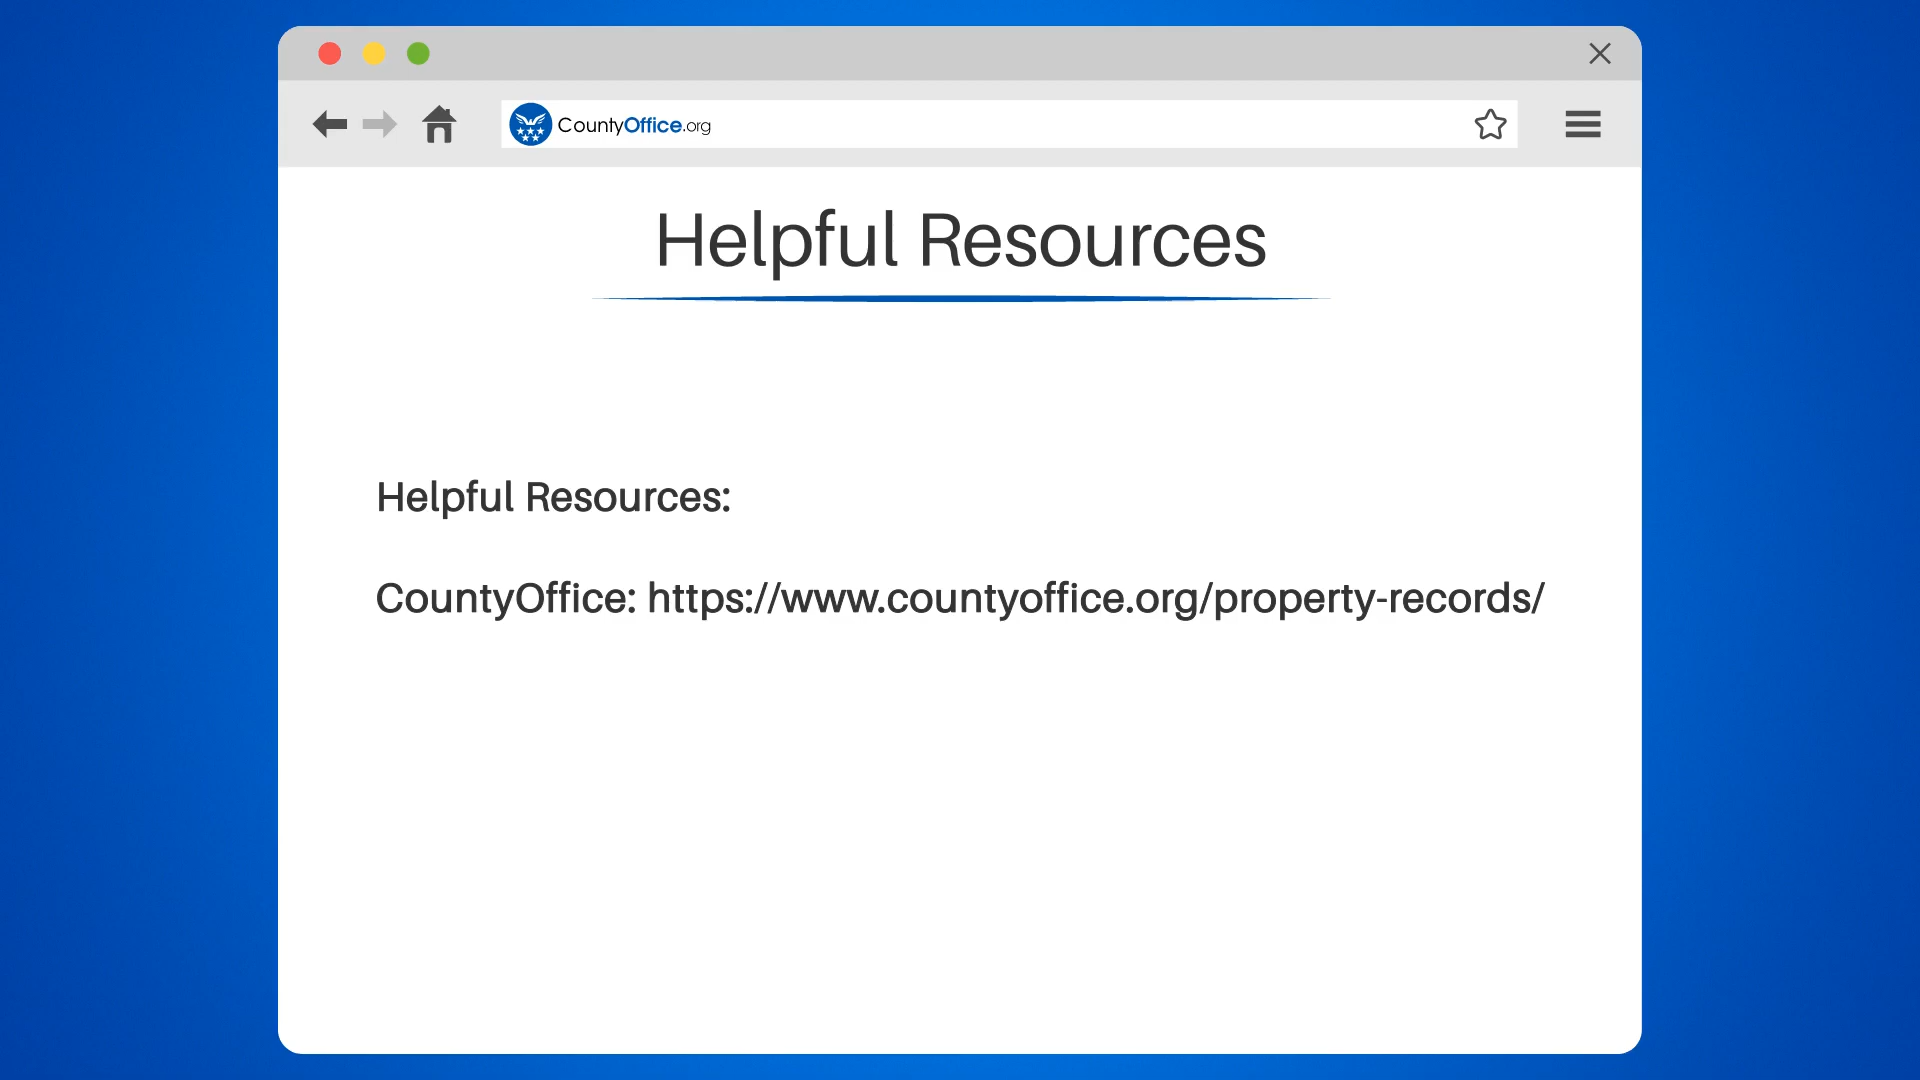 CountyOffice.org
Helpful Resources
Helpful Resources:
CountyOffice: https://www.countyoffice.org/property-records/